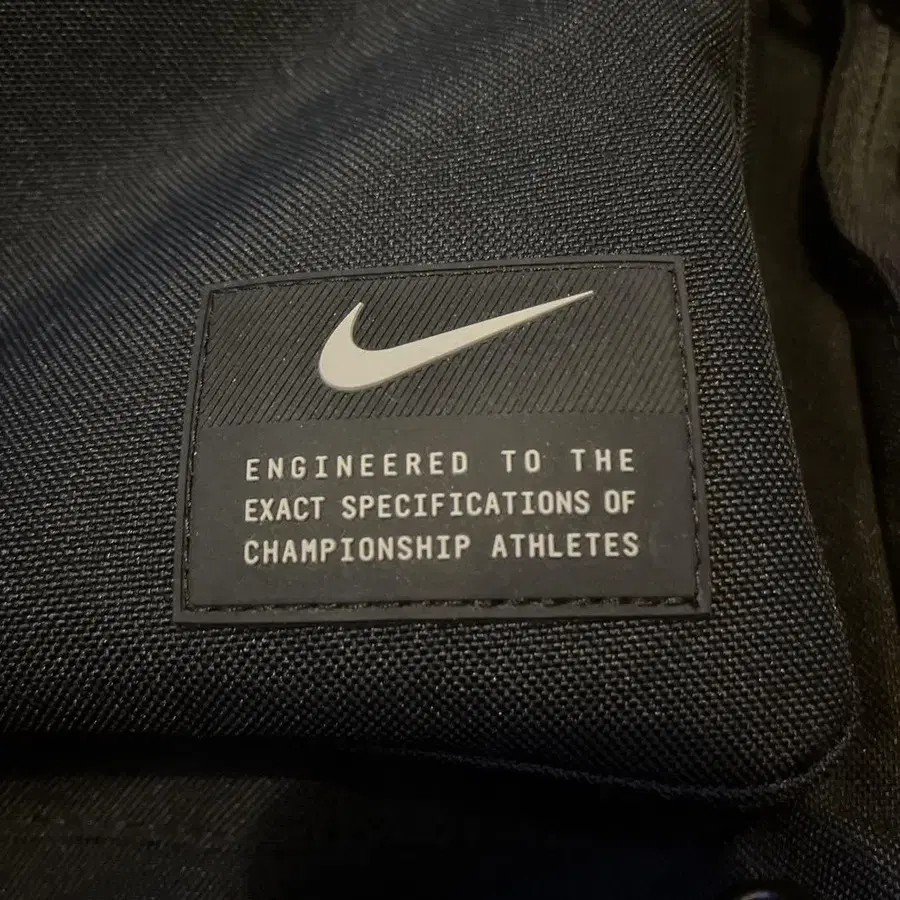 ENGINEERED TO THE
EXACT SPECIFICATIONS OF
CHAMPIONSHIP ATHLETES